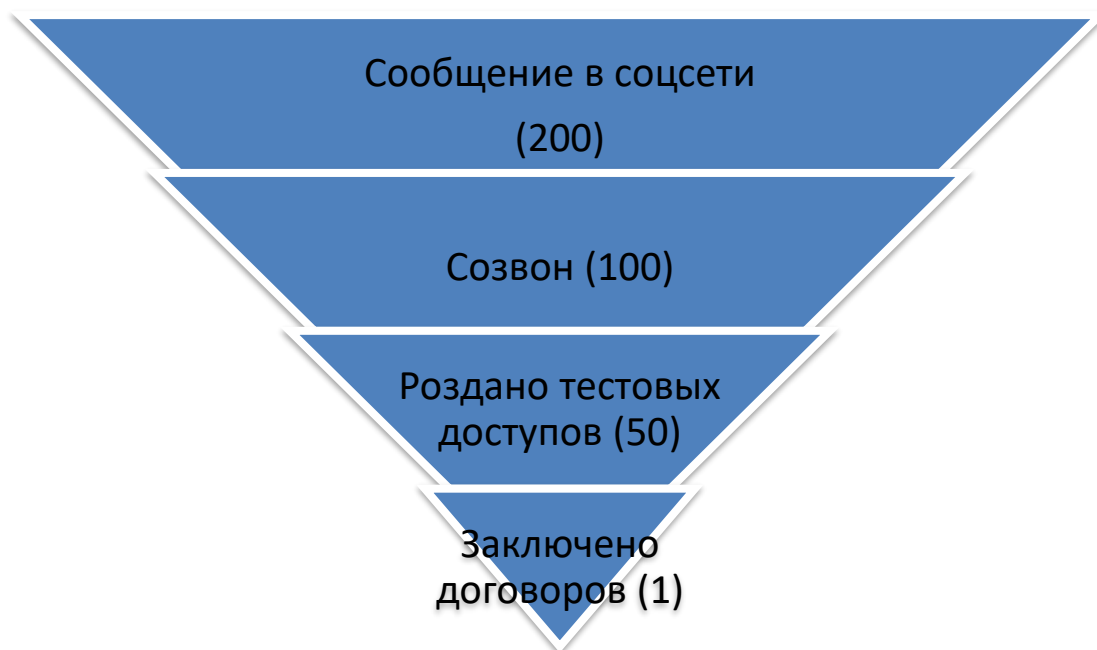 Сообщение в соцсети
(200)
Созвон (100)
Роздано тестовых
доступов (50)
Заключено
договоров (1)